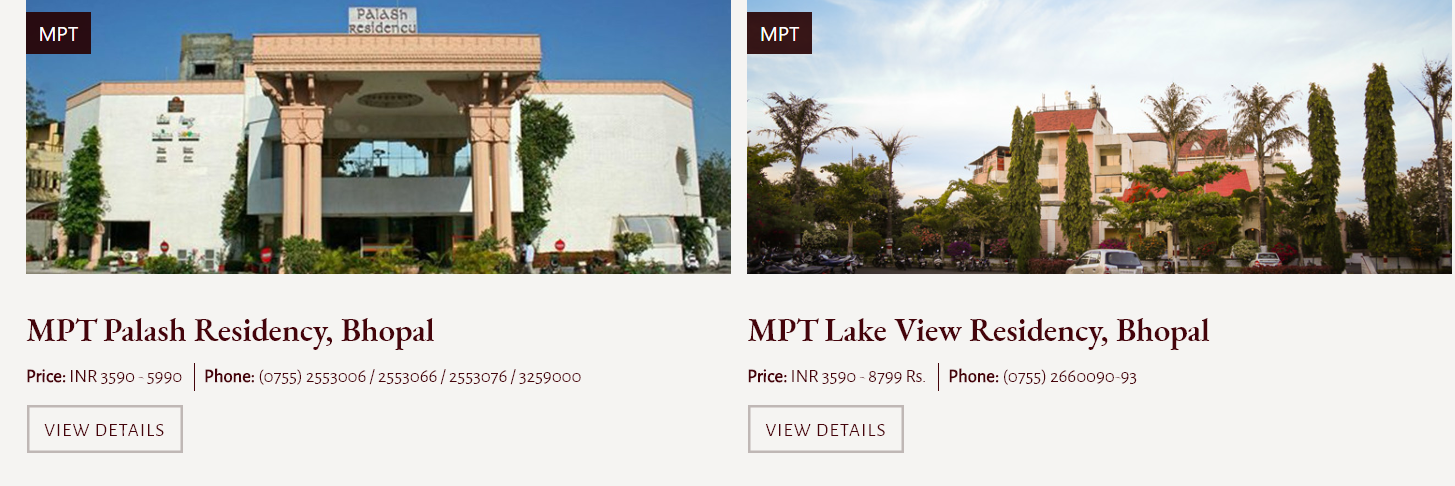 MPT
PALASH
RESIDENCY
MPT
MPT Palash Residency, Bhopal
Price: INR 3590 - 5990
Phone: (0755) 2553006 / 2553066 / 2553076 / 3259000
VIEW DETAILS
MPT Lake View Residency, Bhopal
Price: INR 3590 - 8799 Rs.
Phone: (0755) 2660090-93
VIEW DETAILS